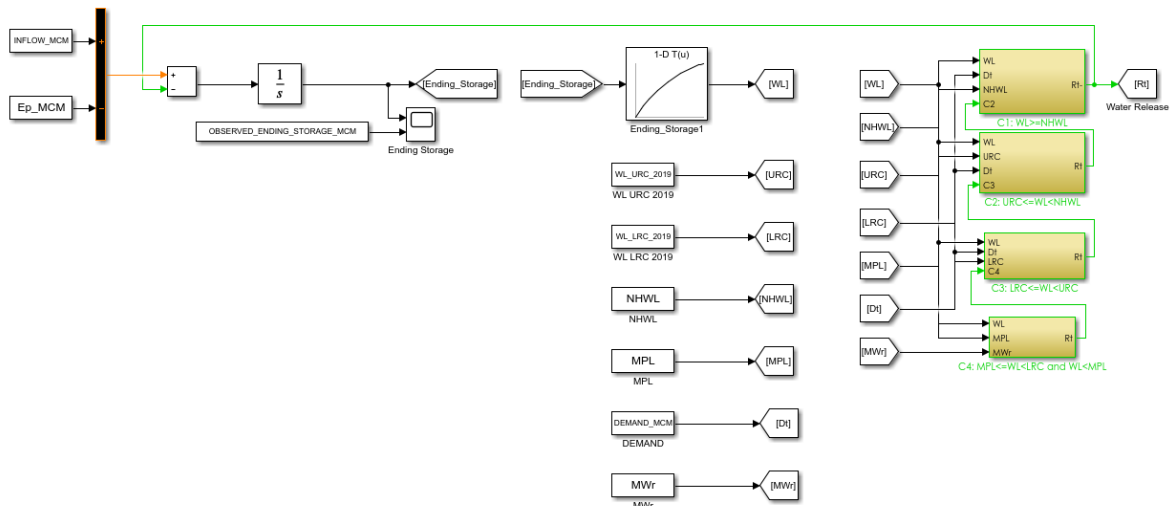 INFLOW_MCM
+
Ep_MCM
−
+
−
1
s
[Ending_Storage]
OBSERVED_ENDING_STORAGE_MCM
Ending Storage
[Ending_Storage]
1-D T(u)
Ending_Storage1
[WL]
WL_URC_2019
WL URC 2019
[URC]
WL_LRC_2019
WL LRC 2019
[LRC]
NHWL
NHWL
[NHWL]
MPL
MPL
[MPL]
DEMAND_MCM
DEMAND
[Dt]
MWr
MWr
[MWr]
[WL]
[NHWL]
[URC]
[LRC]
[MPL]
[Dt]
[MWr]
WL
Dt
NHWL
C2
Rt-
C1: WL>=NHWL
[Rt]
Water Release
WL
URC
Dt
C3
Rt
C2: URC<=WL<NHWL
WL
Dt
LRC
C4
Rt
C3: LRC<=WL<URC
WL
MPL
MWr
Rt
C4: MPL<=WL<LRC and WL<MPL